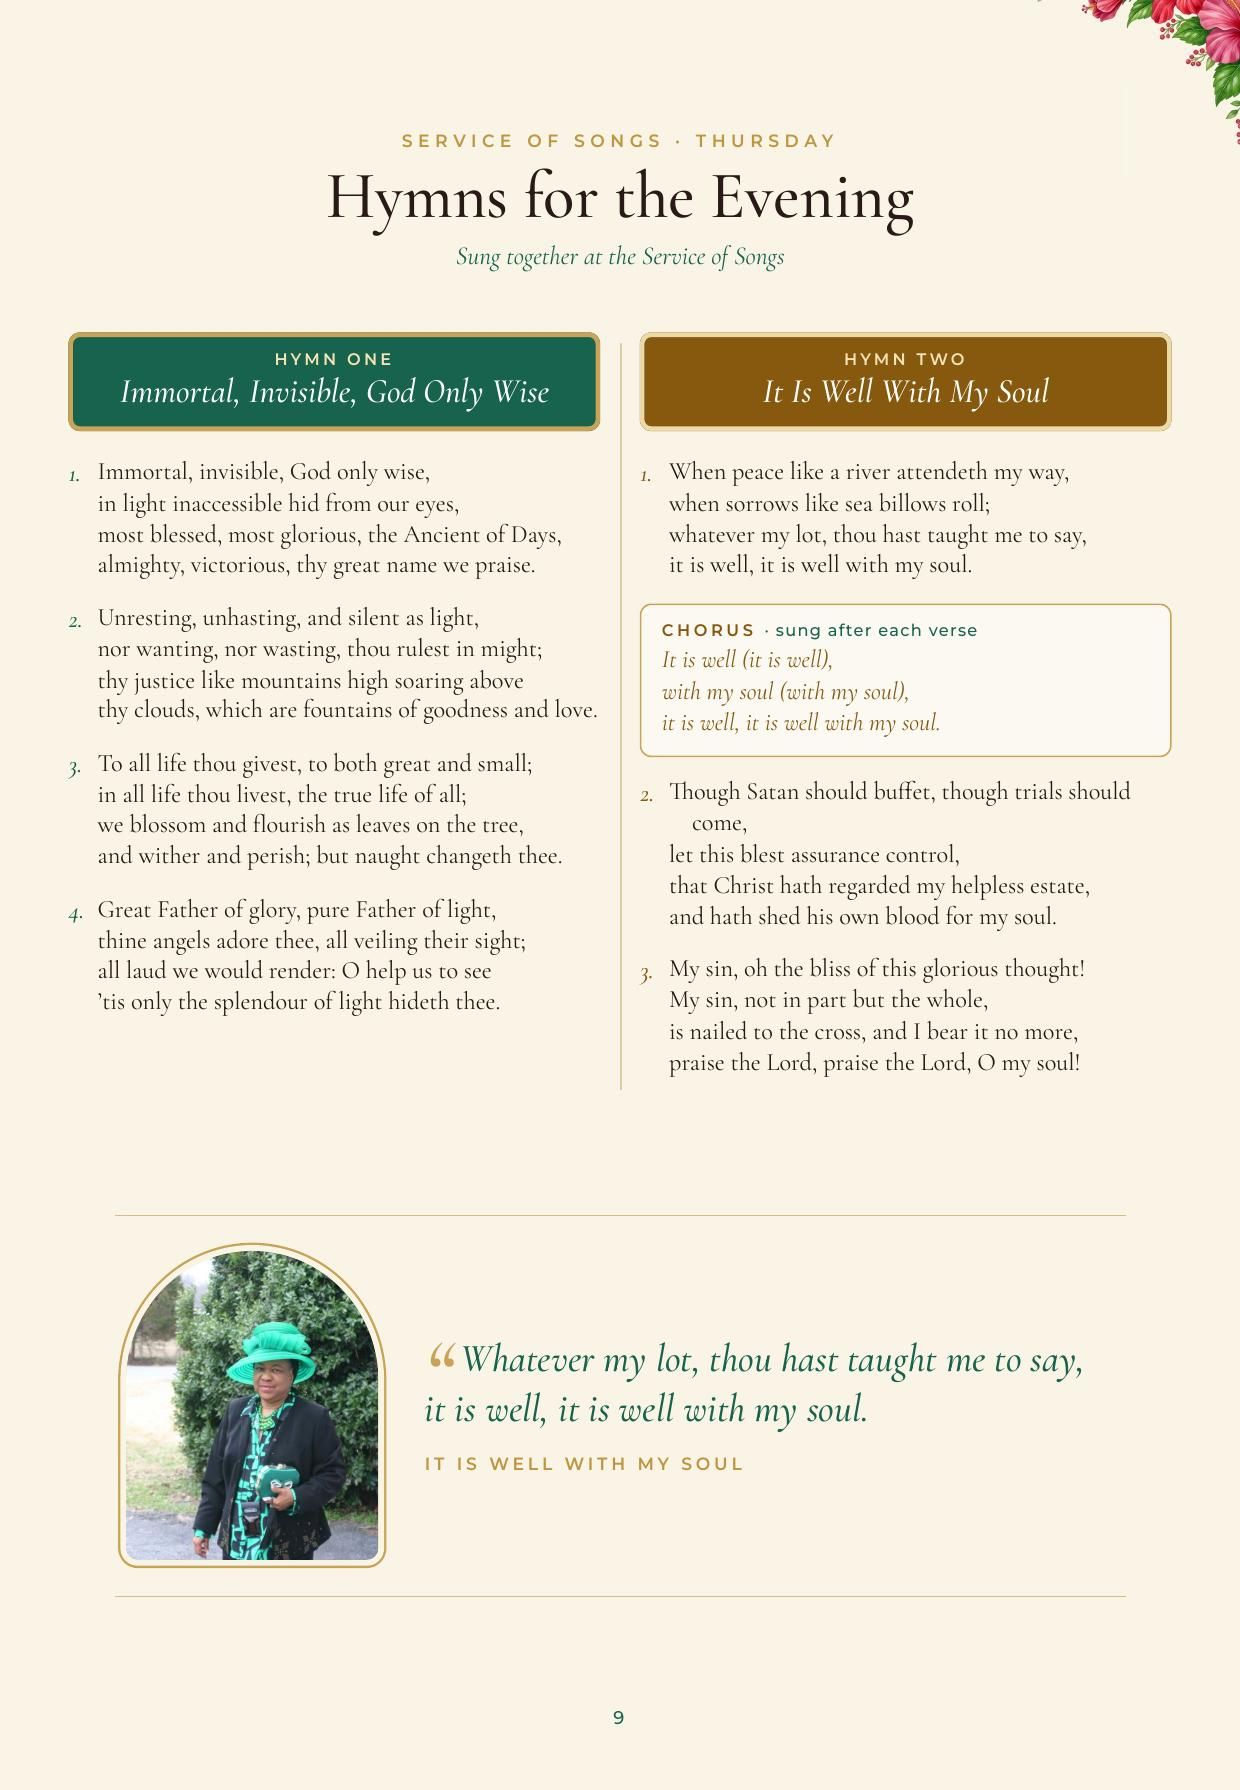 SERVICE OF SONGS · THURSDAY
Hymns for the Evening
Sung together at the Service of Songs
HYMN ONE
Immortal, Invisible, God Only Wise
1. Immortal, invisible, God only wise,
in light inaccessible hid from our eyes,
most blessed, most glorious, the Ancient of Days,
almighty, victorious, thy great name we praise.
2. Unresting, unhasting, and silent as light,
nor wanting, nor wasting, thou rulest in might;
thy justice like mountains high soaring above
thy clouds, which are fountains of goodness and love.
3. To all life thou givest, to both great and small;
in all life thou livest, the true life of all;
we blossom and flourish as leaves on the tree,
and wither and perish; but naught changeth thee.
4. Great Father of glory, pure Father of light,
thine angels adore thee, all veiling their sight;
all laud we would render: O help us to see
’tis only the splendour of light hideth thee.
HYMN TWO
It Is Well With My Soul
1. When peace like a river attendeth my way,
when sorrows like sea billows roll;
whatever my lot, thou hast taught me to say,
it is well, it is well with my soul.
CHORUS · sung after each verse
It is well (it is well),
with my soul (with my soul),
it is well, it is well with my soul.
2. Though Satan should buffet, though trials should
come,
let this blest assurance control,
that Christ hath regarded my helpless estate,
and hath shed his own blood for my soul.
3. My sin, oh the bliss of this glorious thought!
My sin, not in part but the whole,
is nailed to the cross, and I bear it no more,
praise the Lord, praise the Lord, O my soul!
“Whatever my lot, thou hast taught me to say,
it is well, it is well with my soul.
IT IS WELL WITH MY SOUL
9